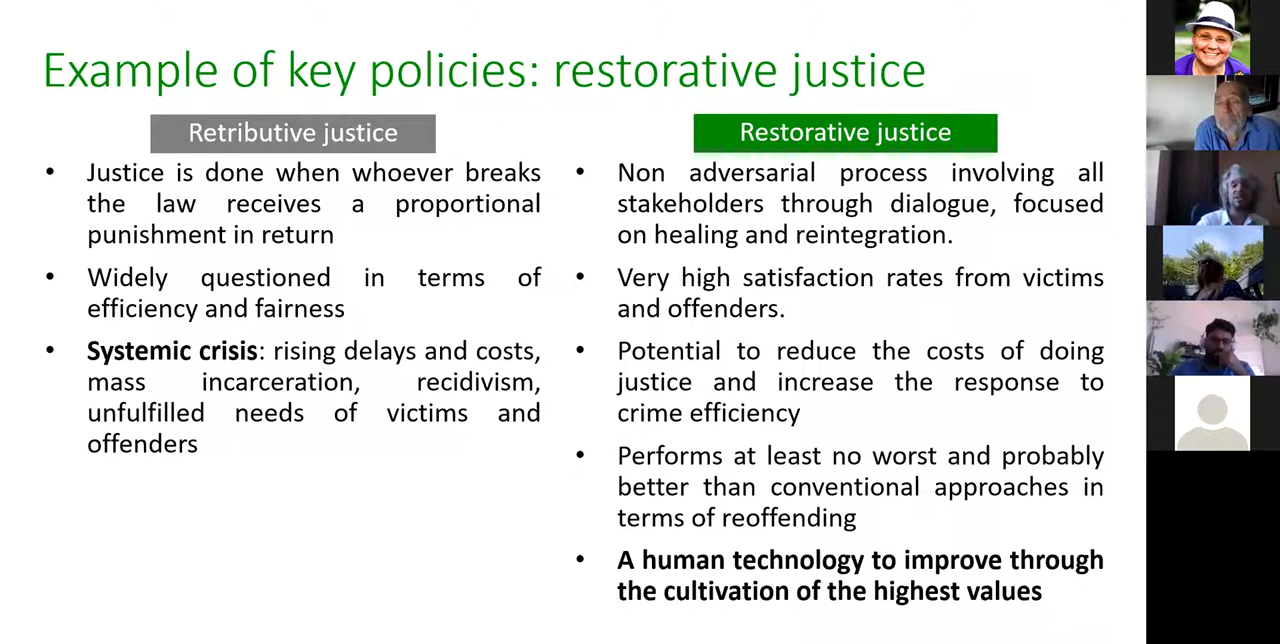 Example of key policies: restorative justice
Retributive justice
• Justice is done when whoever breaks
the law receives a proportional
punishment in return
• Widely questioned in terms of
efficiency and fairness
• Systemic crisis: rising delays and costs,
mass incarceration, recidivism,
unfulfilled needs of victims and
offenders
Restorative justice
• Non adversarial process involving all
stakeholders through dialogue, focused
on healing and reintegration.
• Very high satisfaction rates from victims
and offenders.
• Potential to reduce the costs of doing
justice and increase the response to
crime efficiency
• Performs at least no worst and probably
better than conventional approaches in
terms of reoffending
• A human technology to improve through
the cultivation of the highest values